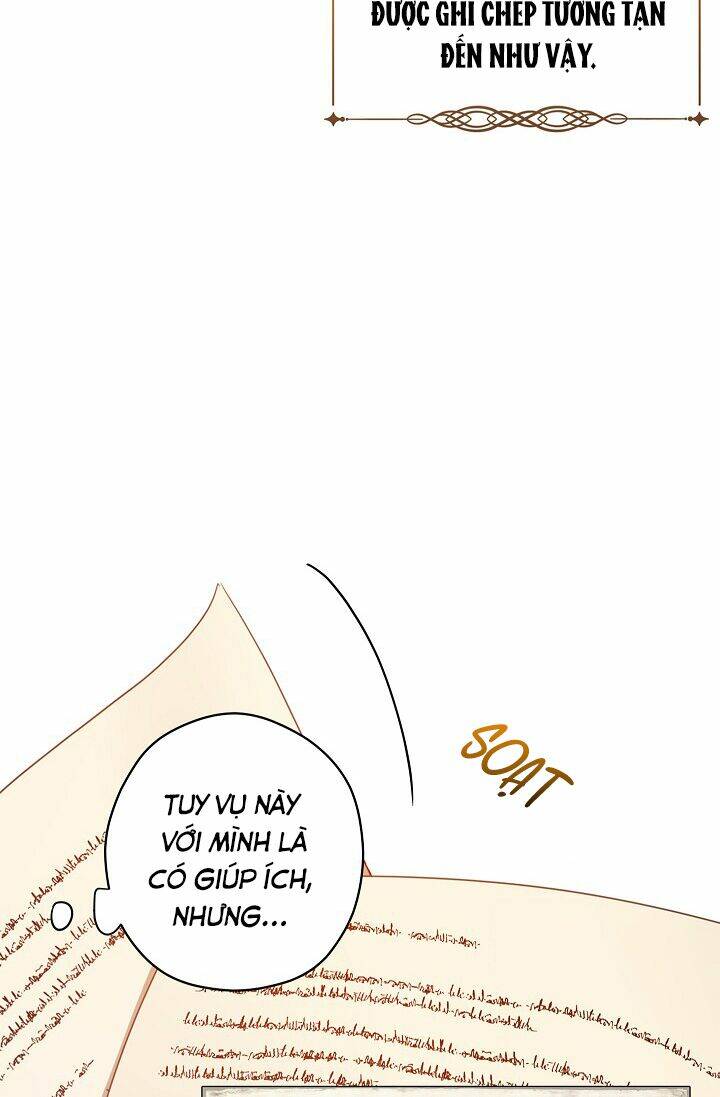 ĐƯỢC GHI CHÉP TƯỜNG TẬN
ĐẾN NHƯ VẬY.
SOẠT
TUY VỤ NÀY
VỚI MÌNH LÀ
CÓ GIÚP ÍCH,
NHƯNG...